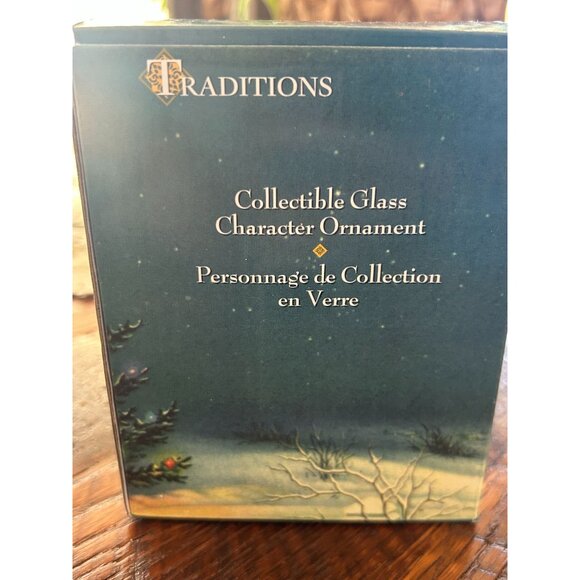 TRADITIONS
Collectible Glass
Character Ornament
Personnage de Collection
en Verre